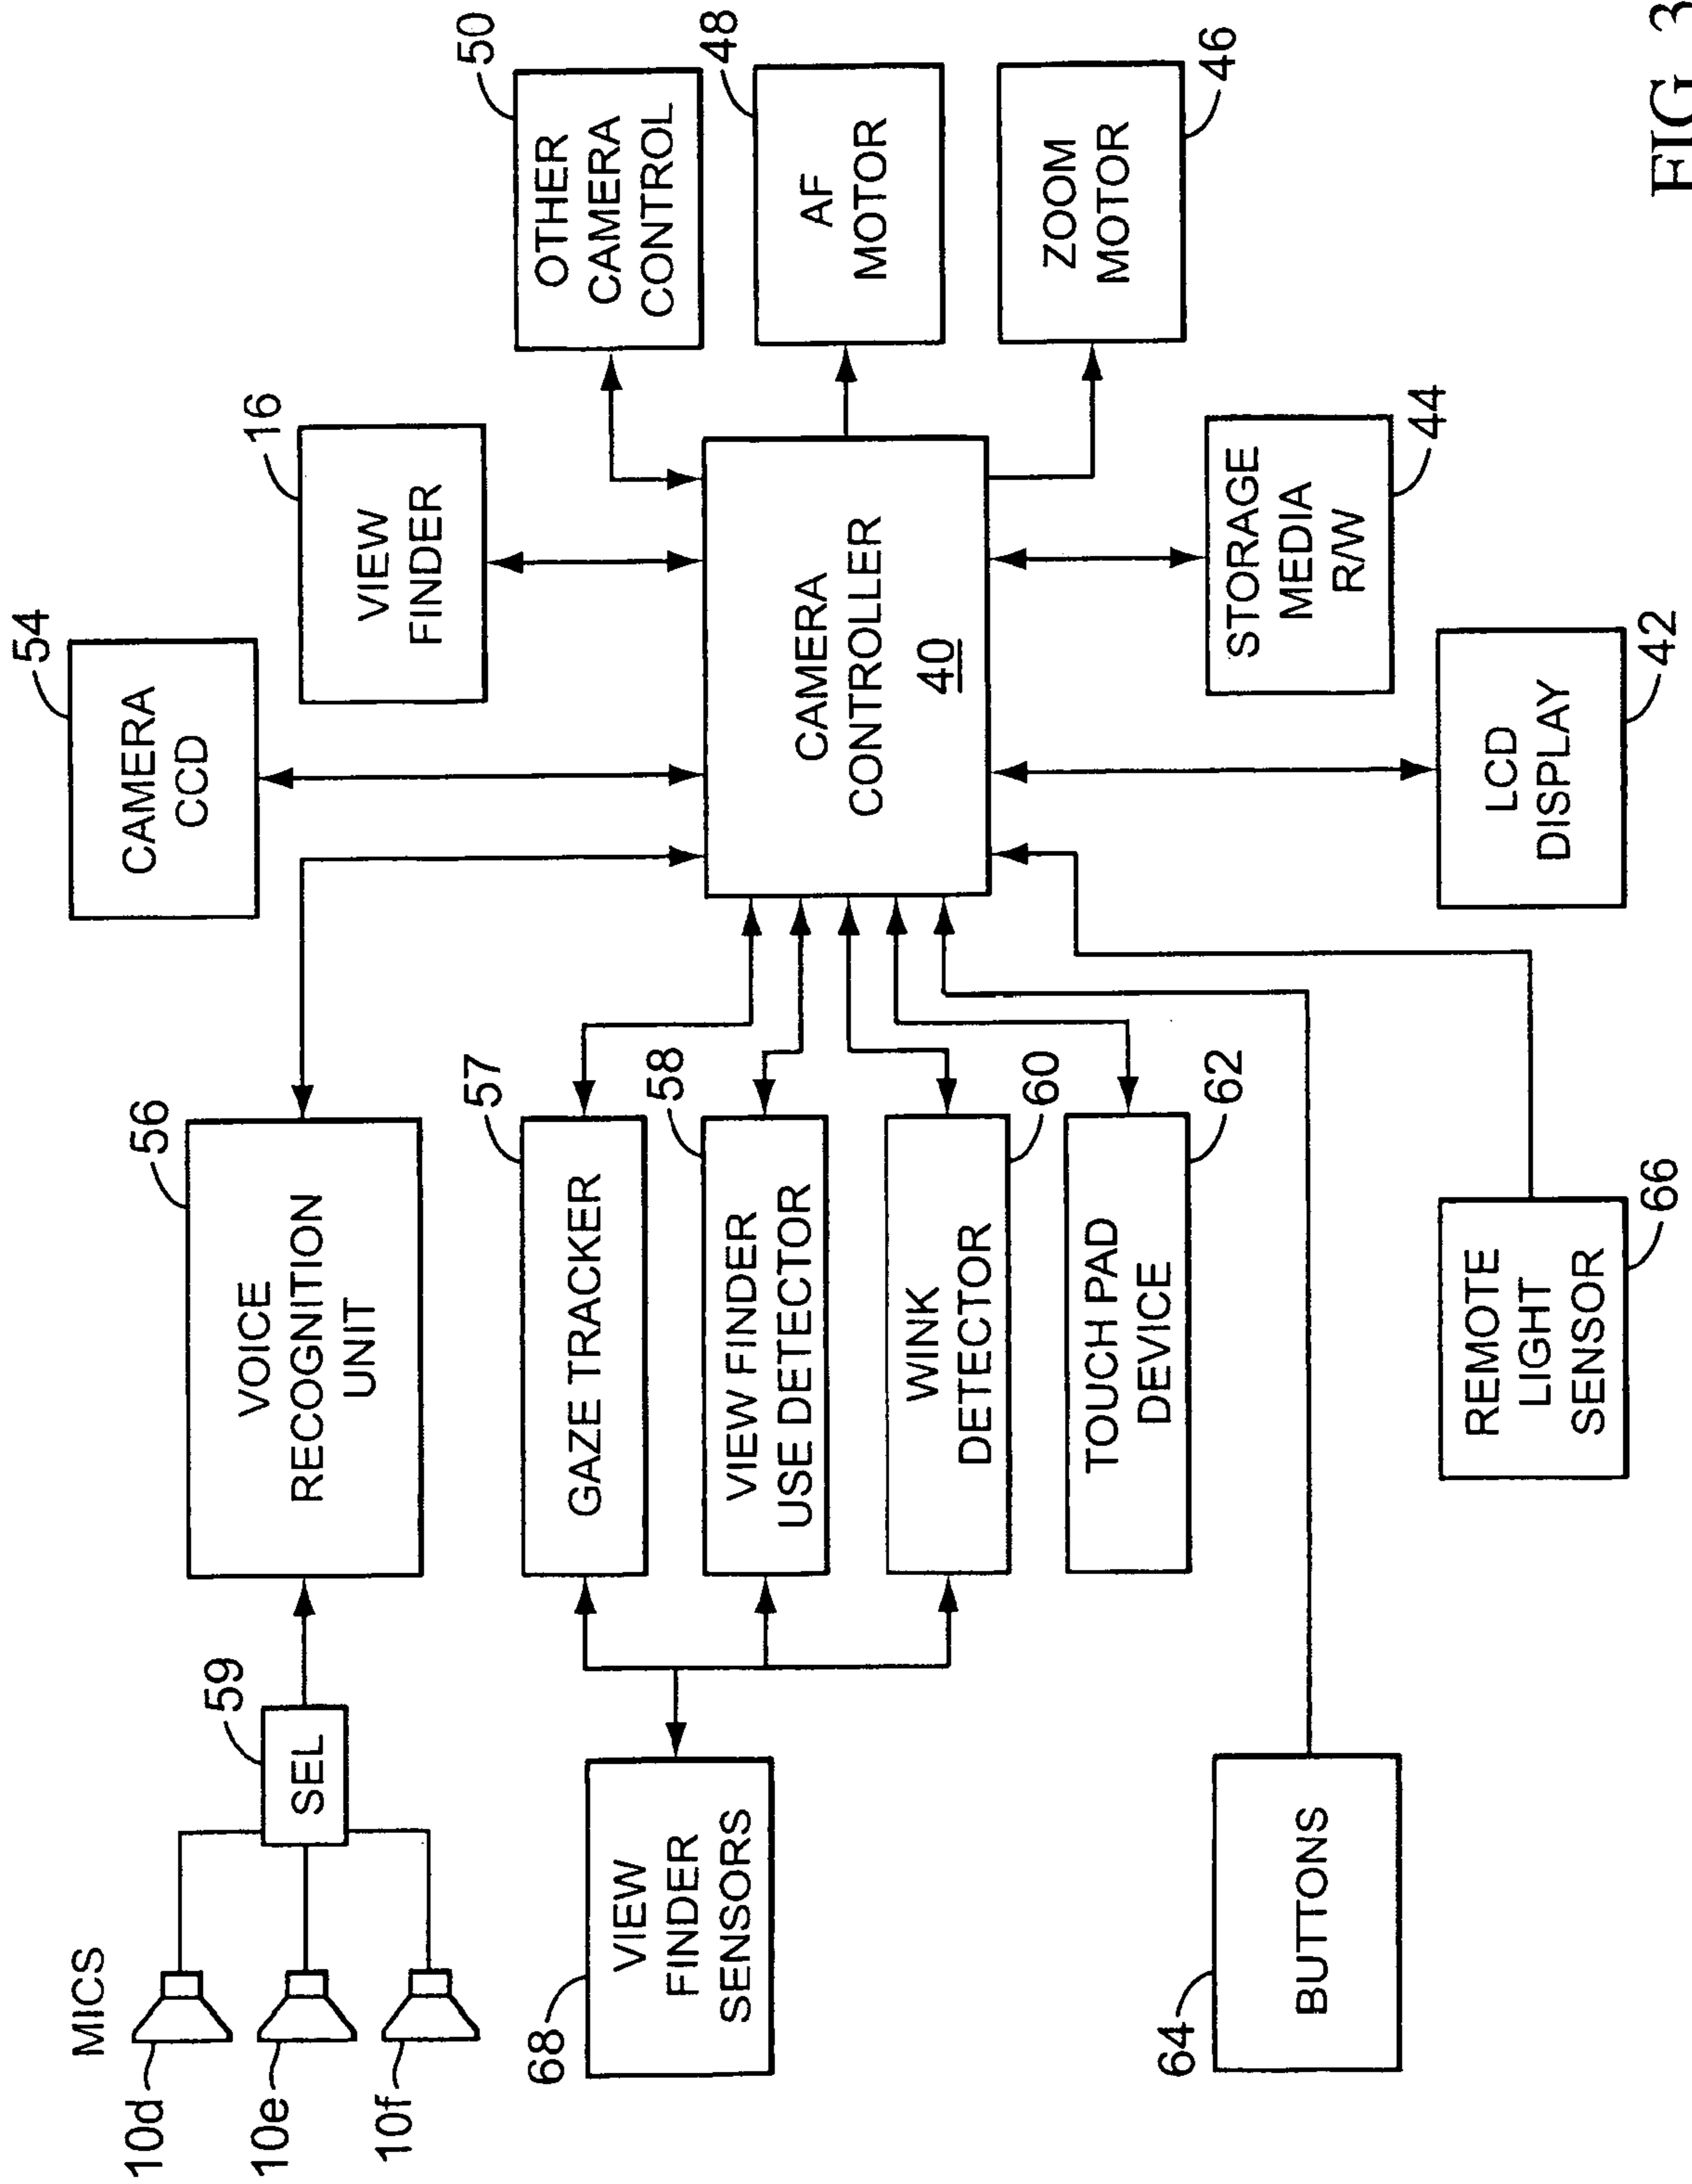 MICS
10d
10e
10f
59
SEL
56
VOICE
RECOGNITION
UNIT
54
CAMERA
CCD
16
VIEW
FINDER
50
OTHER
CAMERA
CONTROL
48
AF
MOTOR
46
ZOOM
MOTOR
CAMERA
CONTROLLER
40
57
GAZE TRACKER
58
VIEW FINDER
USE DETECTOR
60
WINK
DETECTOR
62
TOUCH PAD
DEVICE
68
VIEW
FINDER
SENSORS
64
BUTTONS
66
REMOTE
LIGHT
SENSOR
42
LCD
DISPLAY
44
STORAGE
MEDIA
R/W
FIG. 3